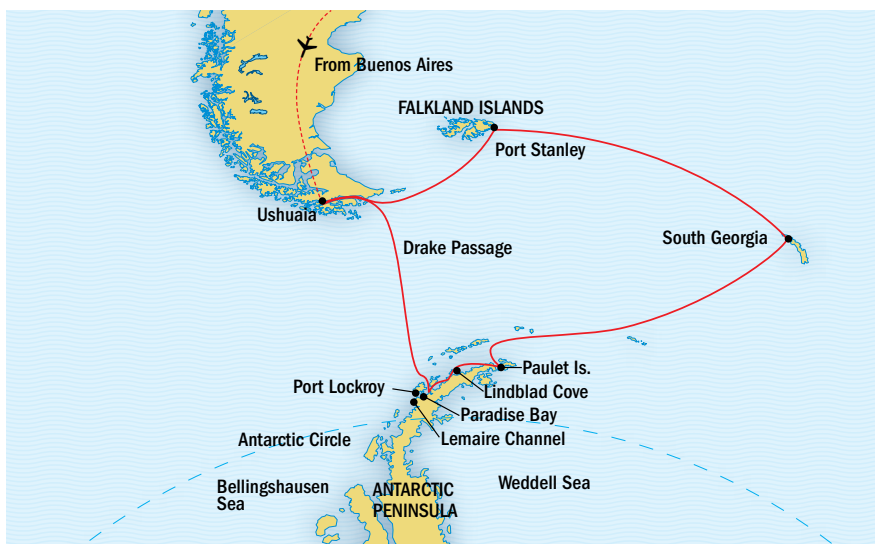 From Buenos Aires
FALKLAND ISLANDS
Port Stanley
Ushuaia
South Georgia
Drake Passage
Paulet Is.
Port Lockroy
Lindblad Cove
Paradise Bay
Antarctic Circle
Lemaire Channel
Bellingshausen
Sea
ANTARCTIC
PENINSULA
Weddell Sea